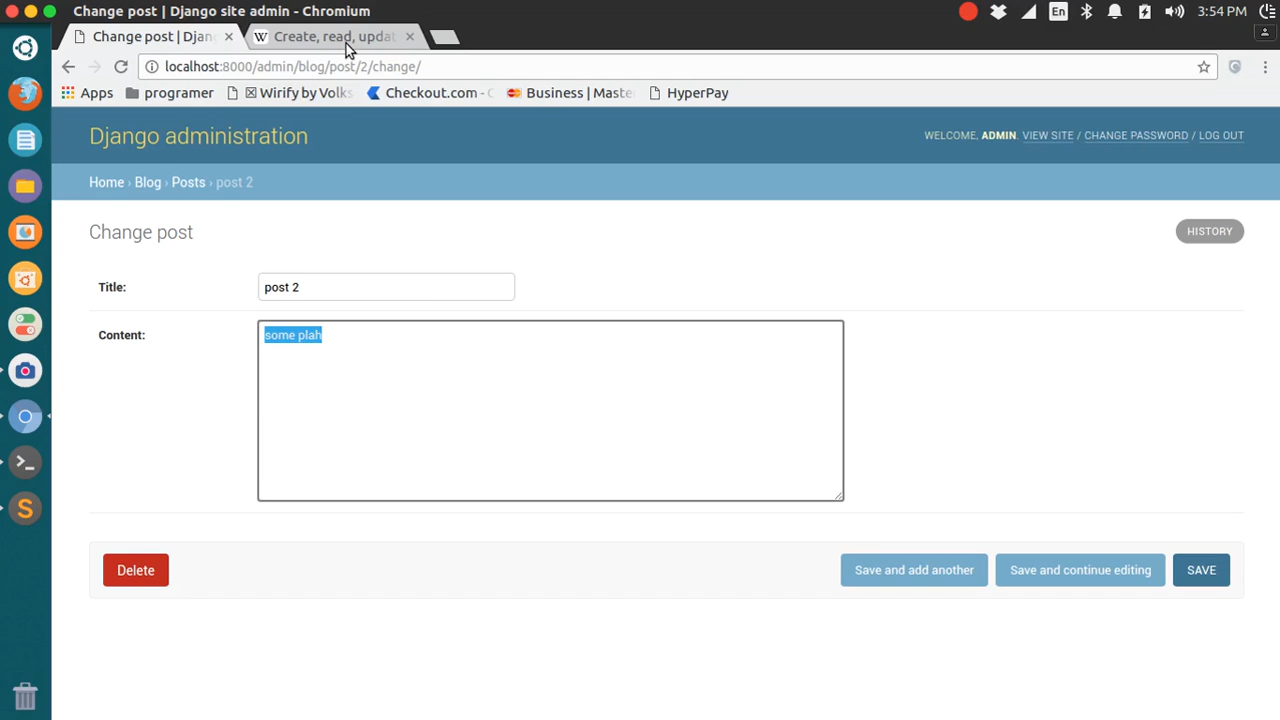 Change post | Django site admin - Chromium
En
3:54 PM
Change post | Djan
W Create, read, updat
localhost:8000/admin/blog/post/2/change/
Apps programer Wirify by Volks Checkout.com - C Business | Maste HyperPay
Django administration
WELCOME, ADMIN. VIEW SITE / CHANGE PASSWORD / LOG OUT
Home › Blog › Posts › post 2
Change post
HISTORY
Title: post 2
Content: some plah
Delete
Save and add another
Save and continue editing
SAVE